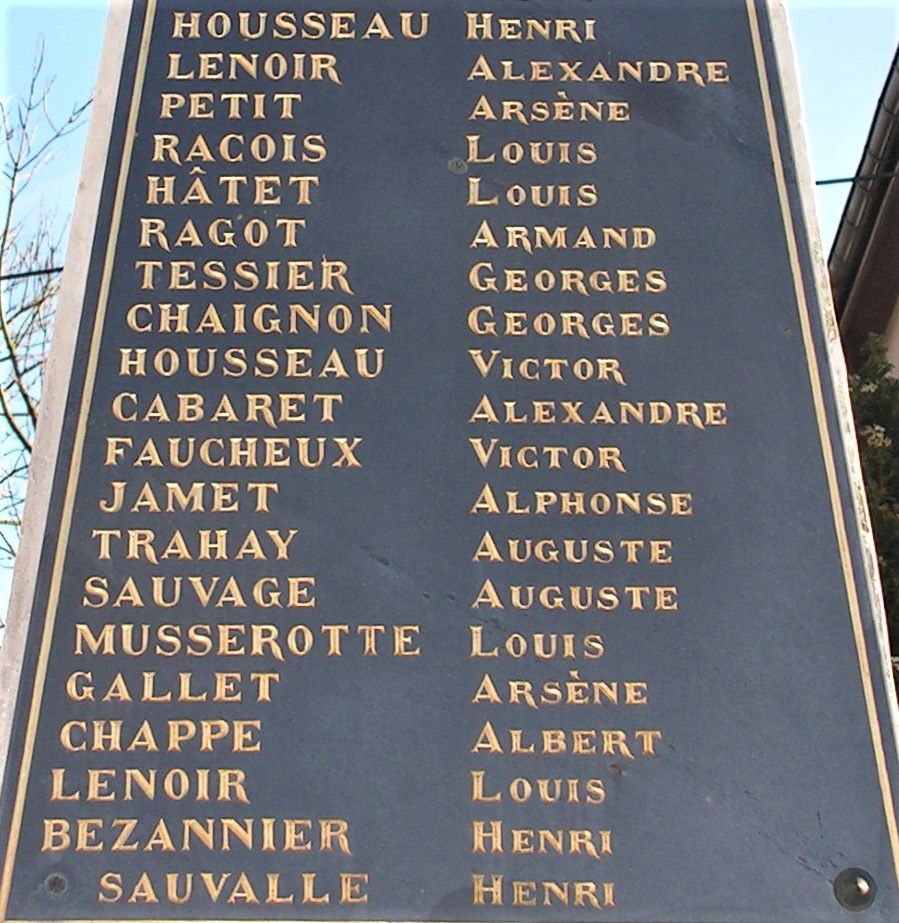 HOUSSEAU HENRI
LENOIR ALEXANDRE
PETIT ARSÈNE
RACOIS LOUIS
HÂTET LOUIS
RAGOT ARMAND
TESSIER GEORGES
CHAIGNON GEORGES
HOUSSEAU VICTOR
CABARET ALEXANDRE
FAUCHEUX VICTOR
JAMET ALPHONSE
TRAHAY AUGUSTE
SAUVAGE AUGUSTE
MUSSEROTTE LOUIS
GALLET ARSÈNE
CHAPPE ALBERT
LENOIR LOUIS
BEZANNIER HENRI
SAUVALLE HENRI